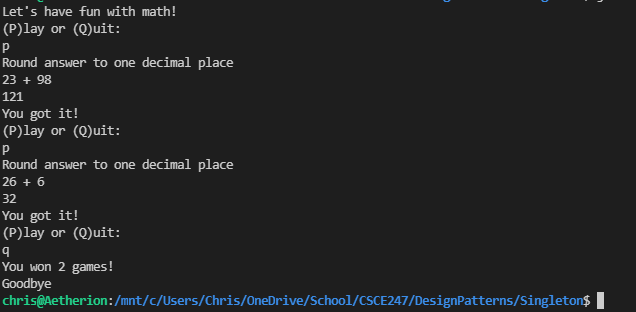 Let's have fun with math!
(P)lay or (Q)uit:
p
Round answer to one decimal place
23 + 98
121
You got it!
(P)lay or (Q)uit:
p
Round answer to one decimal place
26 + 6
32
You got it!
(P)lay or (Q)uit:
q
You won 2 games!
Goodbye
chris@Aetherion:/mnt/c/Users/Chris/OneDrive/School/CSCE247/DesignPatterns/Singleton$